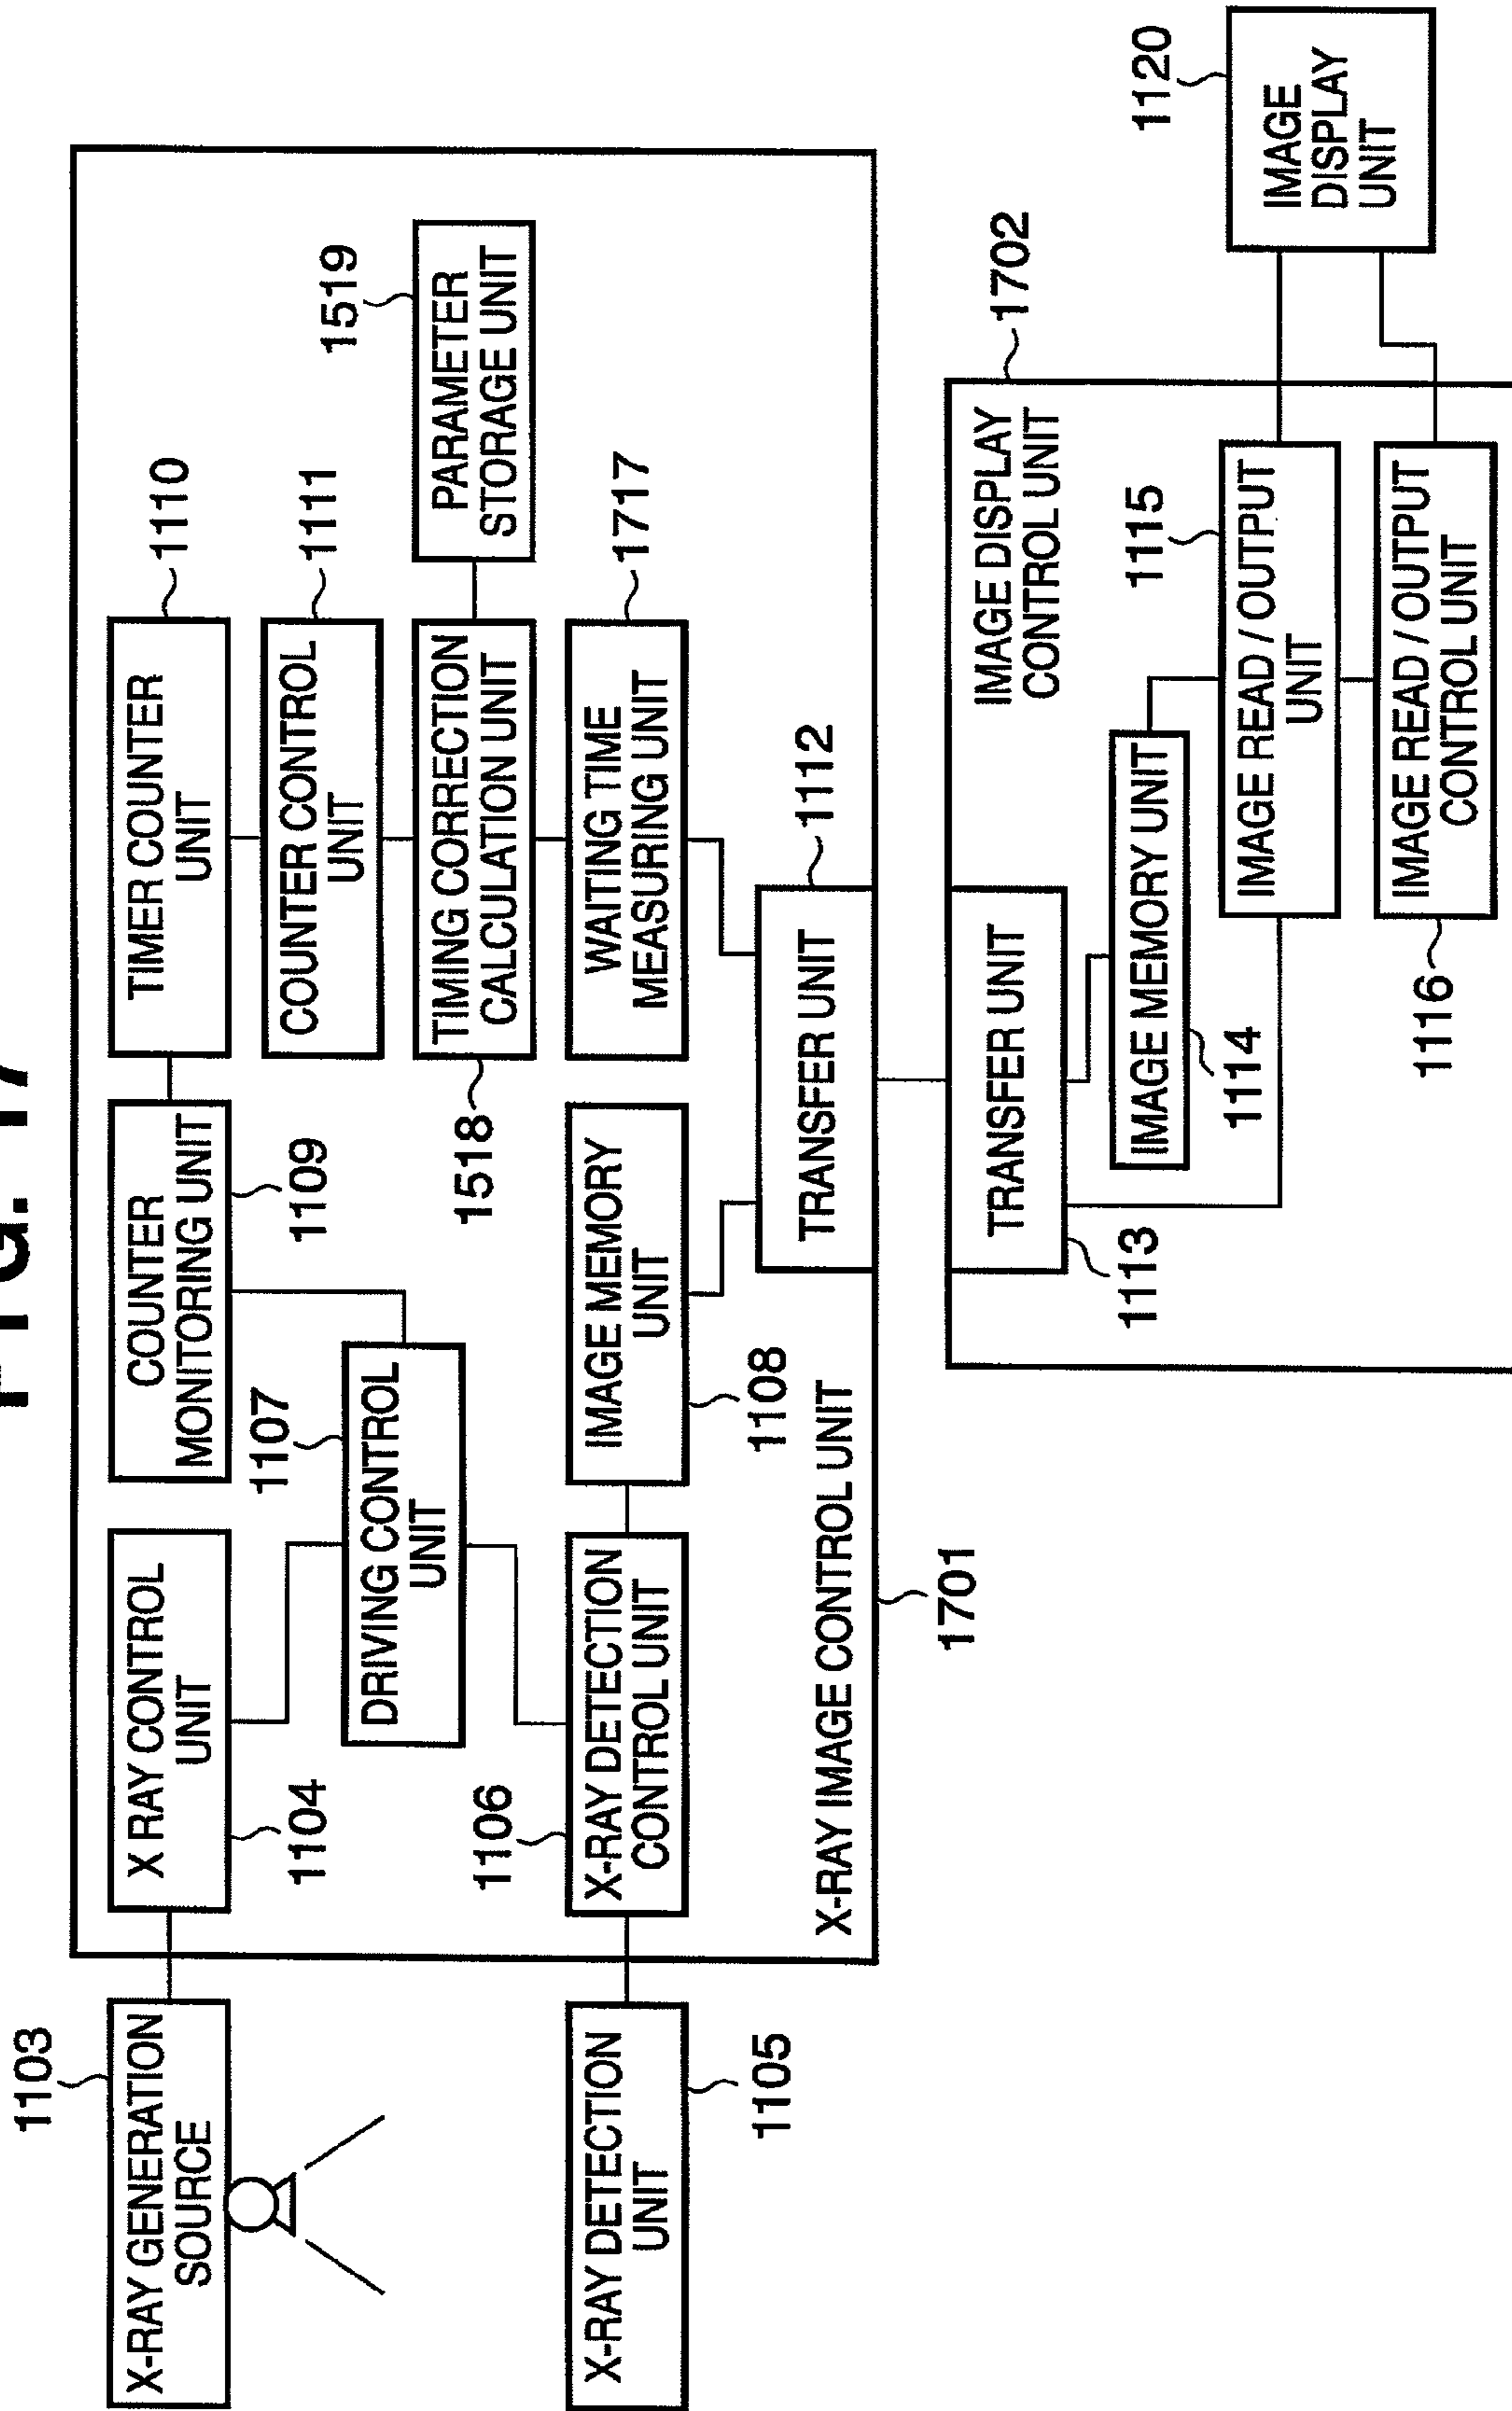 FIG. 17
1103
X-RAY GENERATION
SOURCE
X RAY CONTROL
UNIT
1104
COUNTER
MONITORING UNIT
1109
TIMER COUNTER
UNIT
1110
1107
DRIVING CONTROL
UNIT
COUNTER CONTROL
UNIT
1111
1519
PARAMETER
STORAGE UNIT
TIMING CORRECTION
CALCULATION UNIT
1518
X-RAY DETECTION
UNIT
1105
1106
X-RAY DETECTION
CONTROL UNIT
IMAGE MEMORY
UNIT
1108
WAITING TIME
MEASURING UNIT
1717
TRANSFER UNIT
1112
X-RAY IMAGE CONTROL UNIT
1701
IMAGE DISPLAY
CONTROL UNIT
1702
TRANSFER UNIT
1113
IMAGE MEMORY UNIT
1114
1115
IMAGE READ / OUTPUT
UNIT
IMAGE READ / OUTPUT
CONTROL UNIT
1116
1120
IMAGE
DISPLAY
UNIT